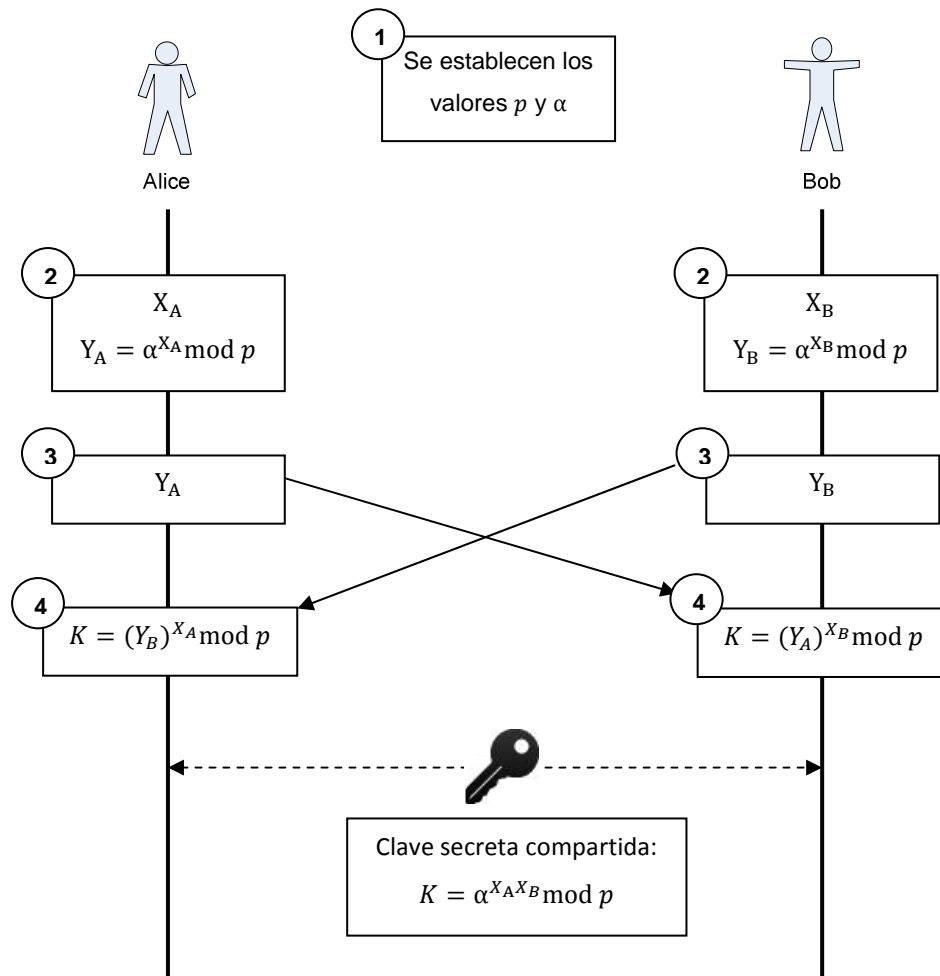 1
Se establecen los
valores p y α
Alice
Bob
2
X_A
Y_A = α^{X_A} mod p
2
X_B
Y_B = α^{X_B} mod p
3
Y_A
3
Y_B
4
K = (Y_B)^{X_A} mod p
4
K = (Y_A)^{X_B} mod p
Clave secreta compartida:
K = α^{X_A X_B} mod p